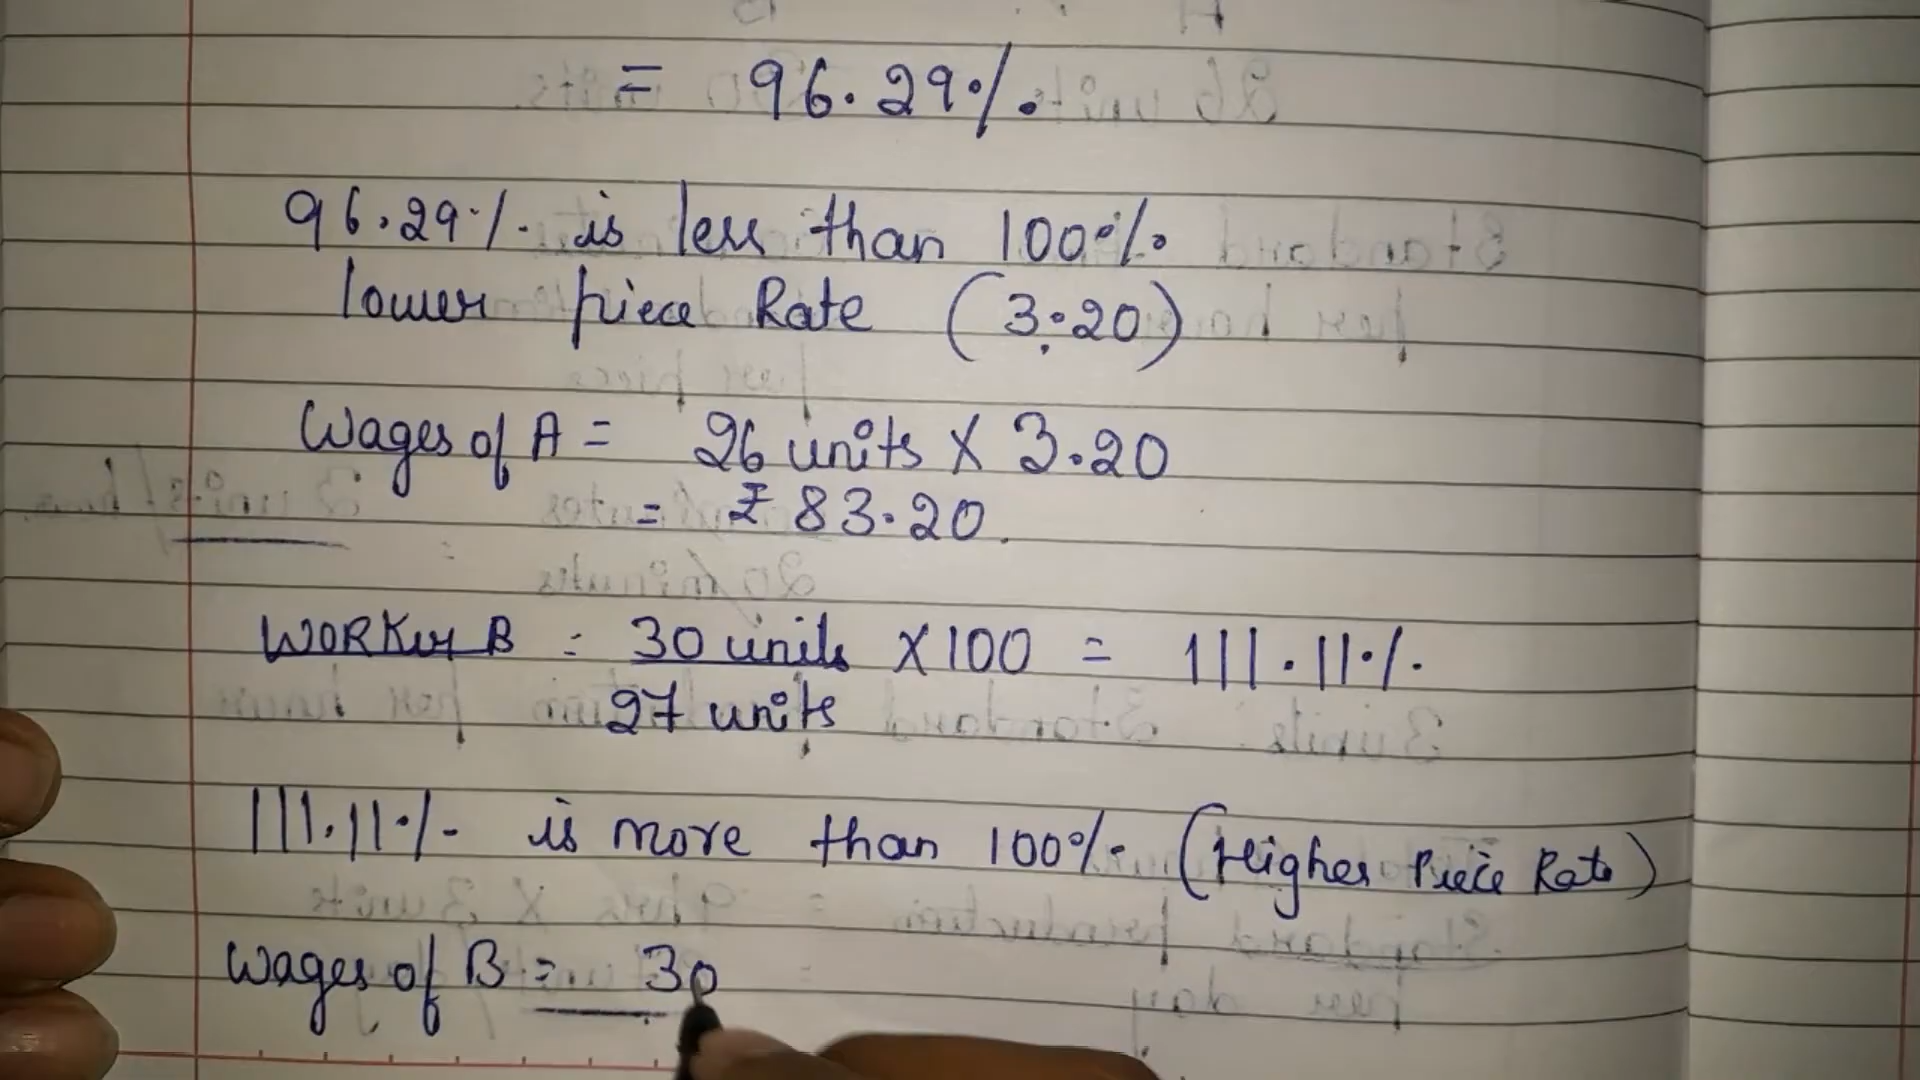 = 96.29%
96.29% is less than 100%
lower piece Rate (3.20)
Wages of A = 26 units X 3.20
= ₹ 83.20.
WORKer B = 30 units X 100 = 111.11%
27 units
111.11% is more than 100% (Higher Piece Rate)
Wages of B = 30